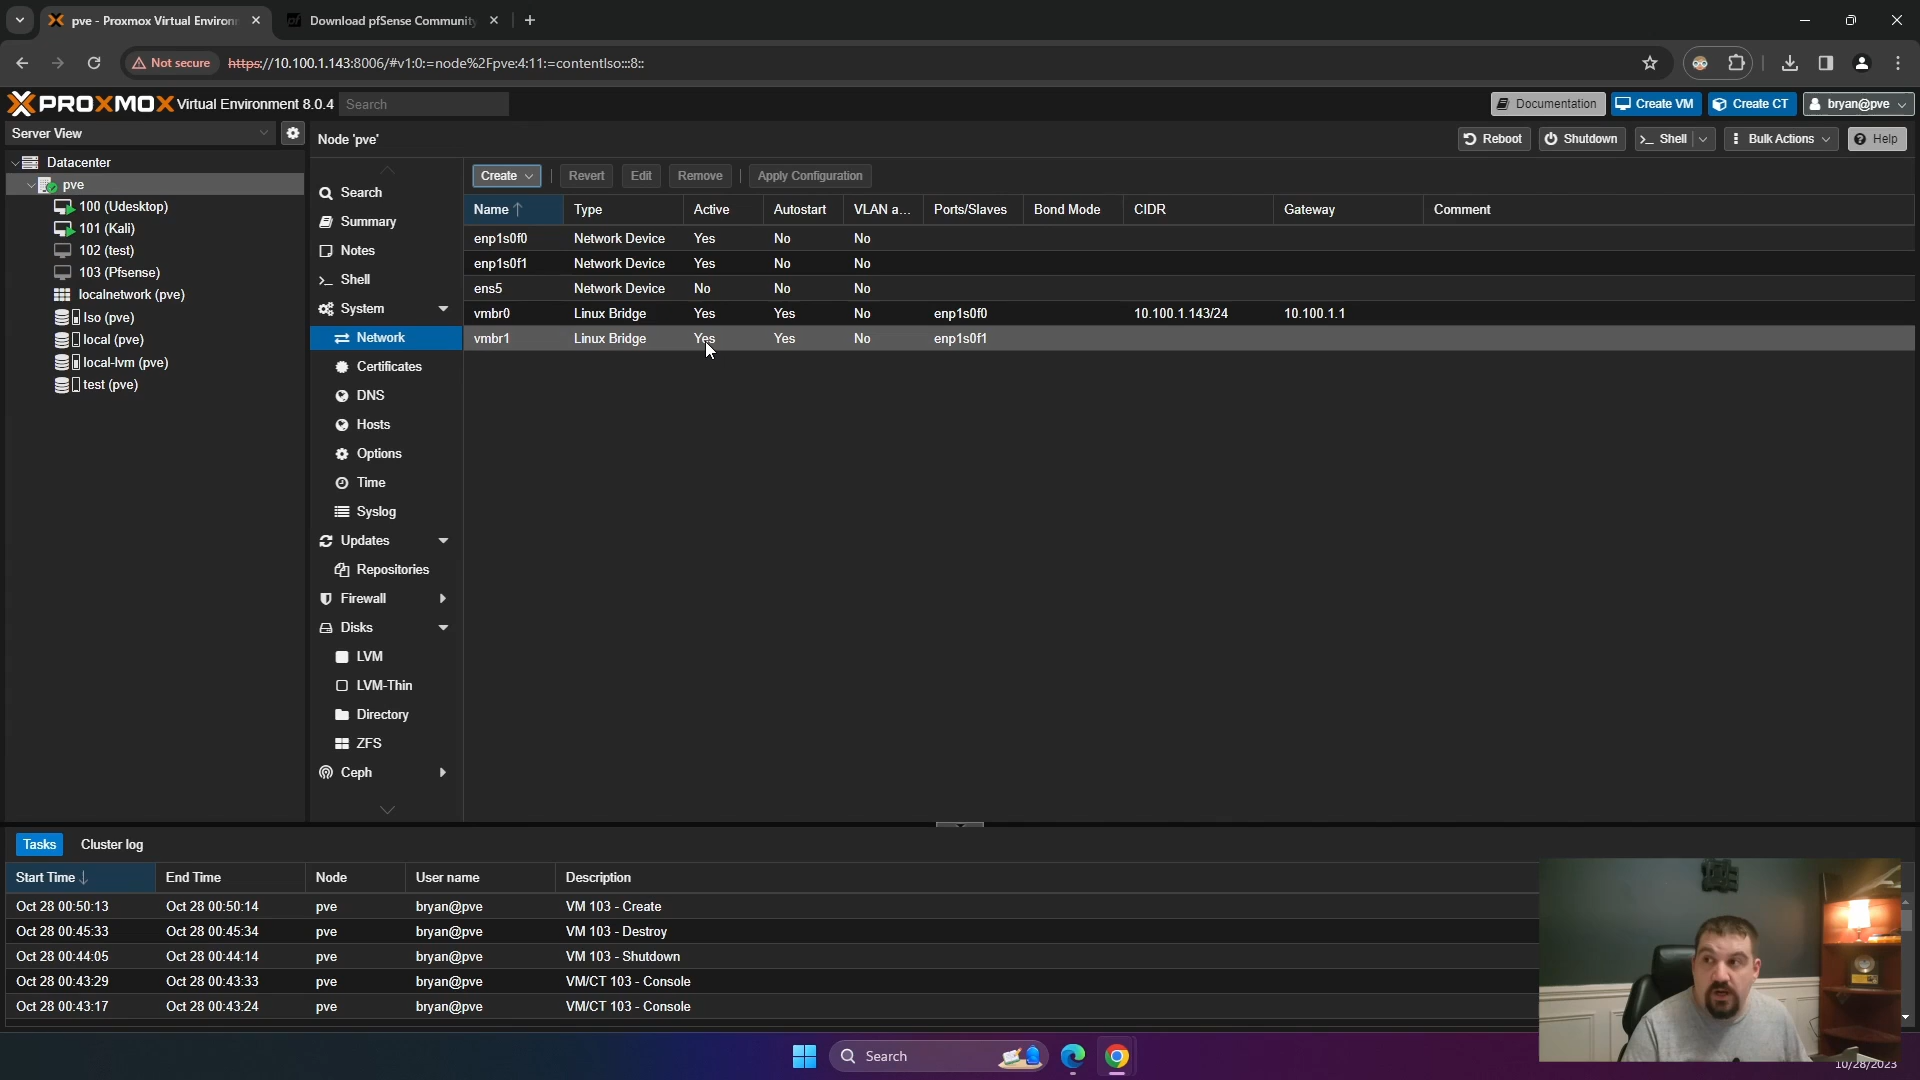 pve - Proxmox Virtual Environ
Download pfSense Community
Not secure
https://10.100.1.143:8006/#v1:0:=node%2Fpve:4:11:=contentIso:::8::
PROXMOX Virtual Environment 8.0.4
Search
Documentation
Create VM
Create CT
bryan@pve
Server View
Node 'pve'
Reboot
Shutdown
>_ Shell
Bulk Actions
Help
Datacenter
pve
100 (Udesktop)
101 (Kali)
102 (test)
103 (Pfsense)
localnetwork (pve)
Iso (pve)
local (pve)
local-lvm (pve)
test (pve)
Search
Summary
Notes
>_ Shell
System
Network
Certificates
DNS
Hosts
Options
Time
Syslog
Updates
Repositories
Firewall
Disks
LVM
LVM-Thin
Directory
ZFS
Ceph
Create Revert Edit Remove Apply Configuration
Name Type Active Autostart VLAN a... Ports/Slaves Bond Mode CIDR Gateway Comment
enp1s0f0 Network Device Yes No No
enp1s0f1 Network Device Yes No No
ens5 Network Device No No No
vmbr0 Linux Bridge Yes Yes No enp1s0f0 10.100.1.143/24 10.100.1.1
vmbr1 Linux Bridge Yes Yes No enp1s0f1
Tasks Cluster log
Start Time End Time Node User name Description
Oct 28 00:50:13 Oct 28 00:50:14 pve bryan@pve VM 103 - Create
Oct 28 00:45:33 Oct 28 00:45:34 pve bryan@pve VM 103 - Destroy
Oct 28 00:44:05 Oct 28 00:44:14 pve bryan@pve VM 103 - Shutdown
Oct 28 00:43:29 Oct 28 00:43:33 pve bryan@pve VM/CT 103 - Console
Oct 28 00:43:17 Oct 28 00:43:24 pve bryan@pve VM/CT 103 - Console
Search
10/28/2023